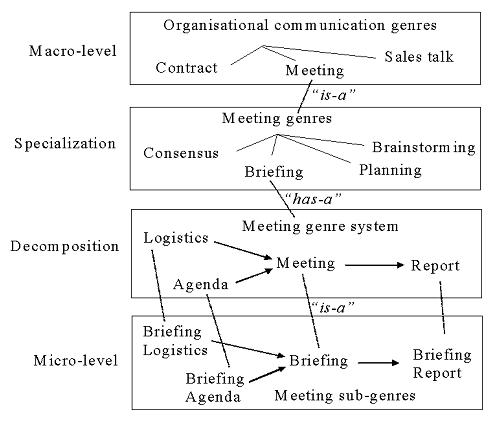 Organisational communication genres
Macro-level
Contract
Meeting
Sales talk
“is-a”
Meeting genres
Specialization
Consensus
Brainstorming
Briefing
Planning
“has-a”
Meeting genre system
Decomposition
Logistics
Meeting
Report
Agenda
“is-a”
Briefing
Logistics
Micro-level
Briefing
Briefing
Report
Briefing
Agenda
Meeting sub-genres